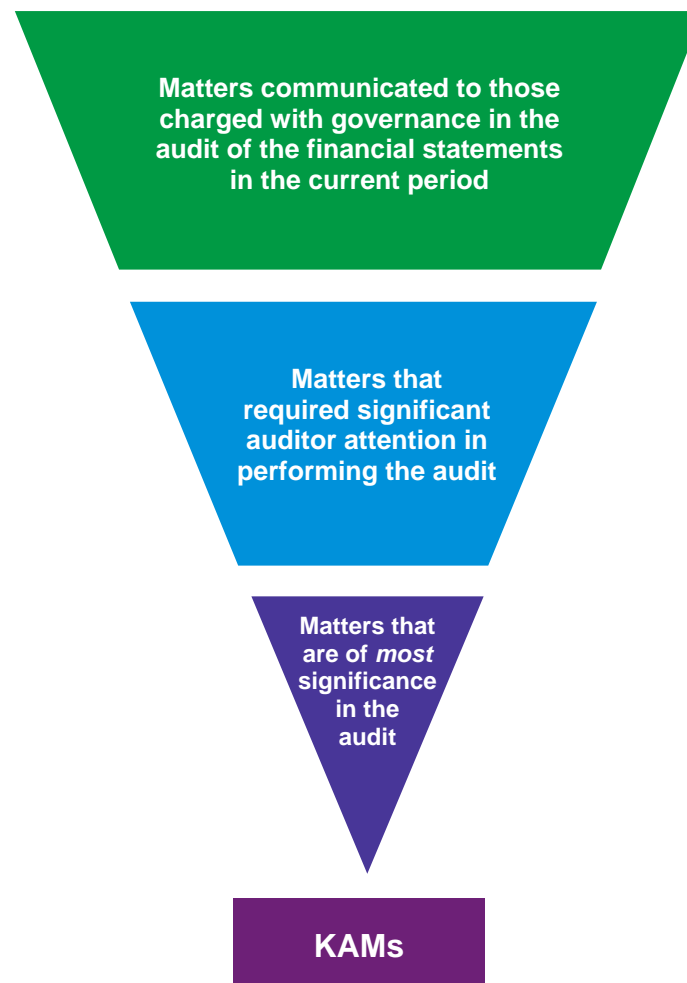 Matters communicated to those
charged with governance in the
audit of the financial statements
in the current period
Matters that
required significant
auditor attention in
performing the audit
Matters that
are of most
significance
in the
audit
KAMs